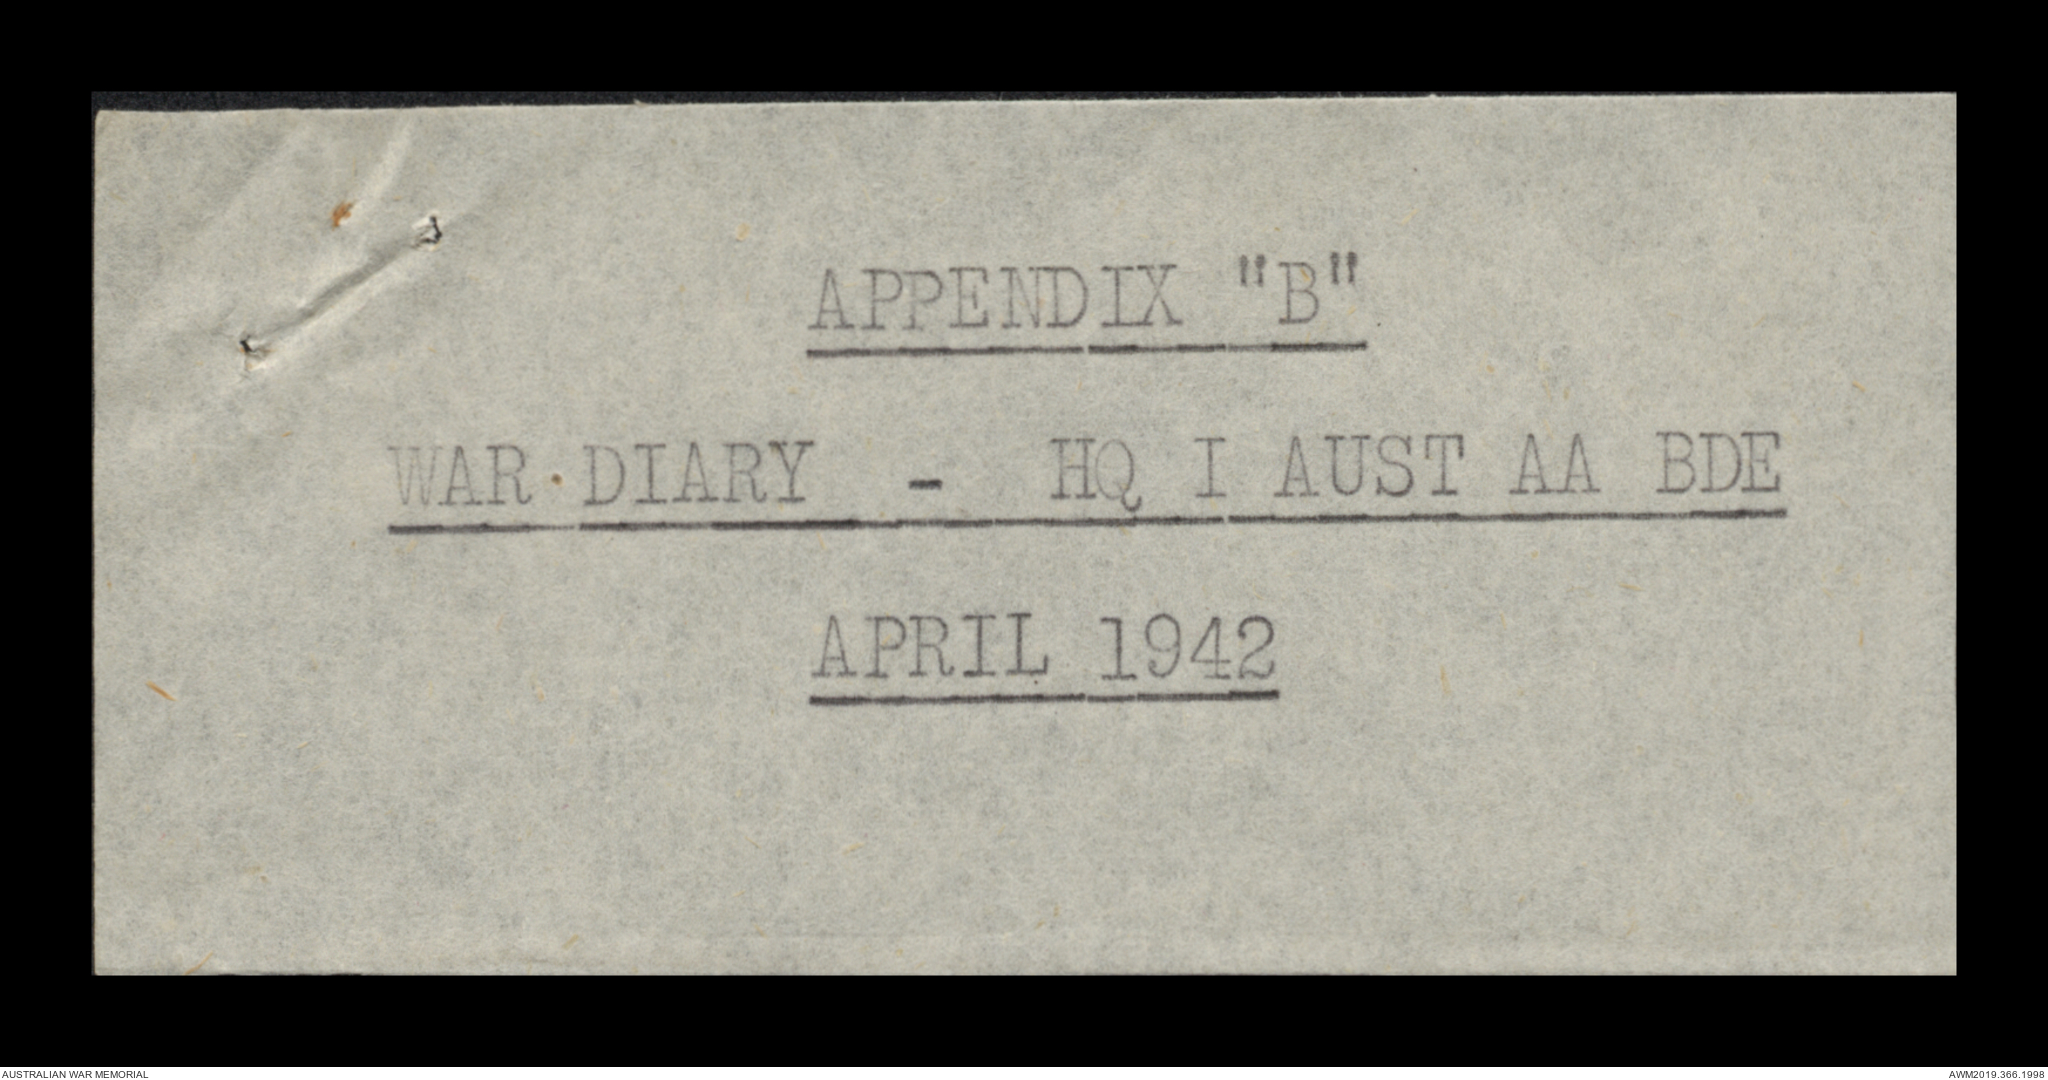 APPENDIX "B"
WAR DIARY - HQ I AUST AA BDE
APRIL 1942
AUSTRALIAN WAR MEMORIAL
AWM2019.366.1998